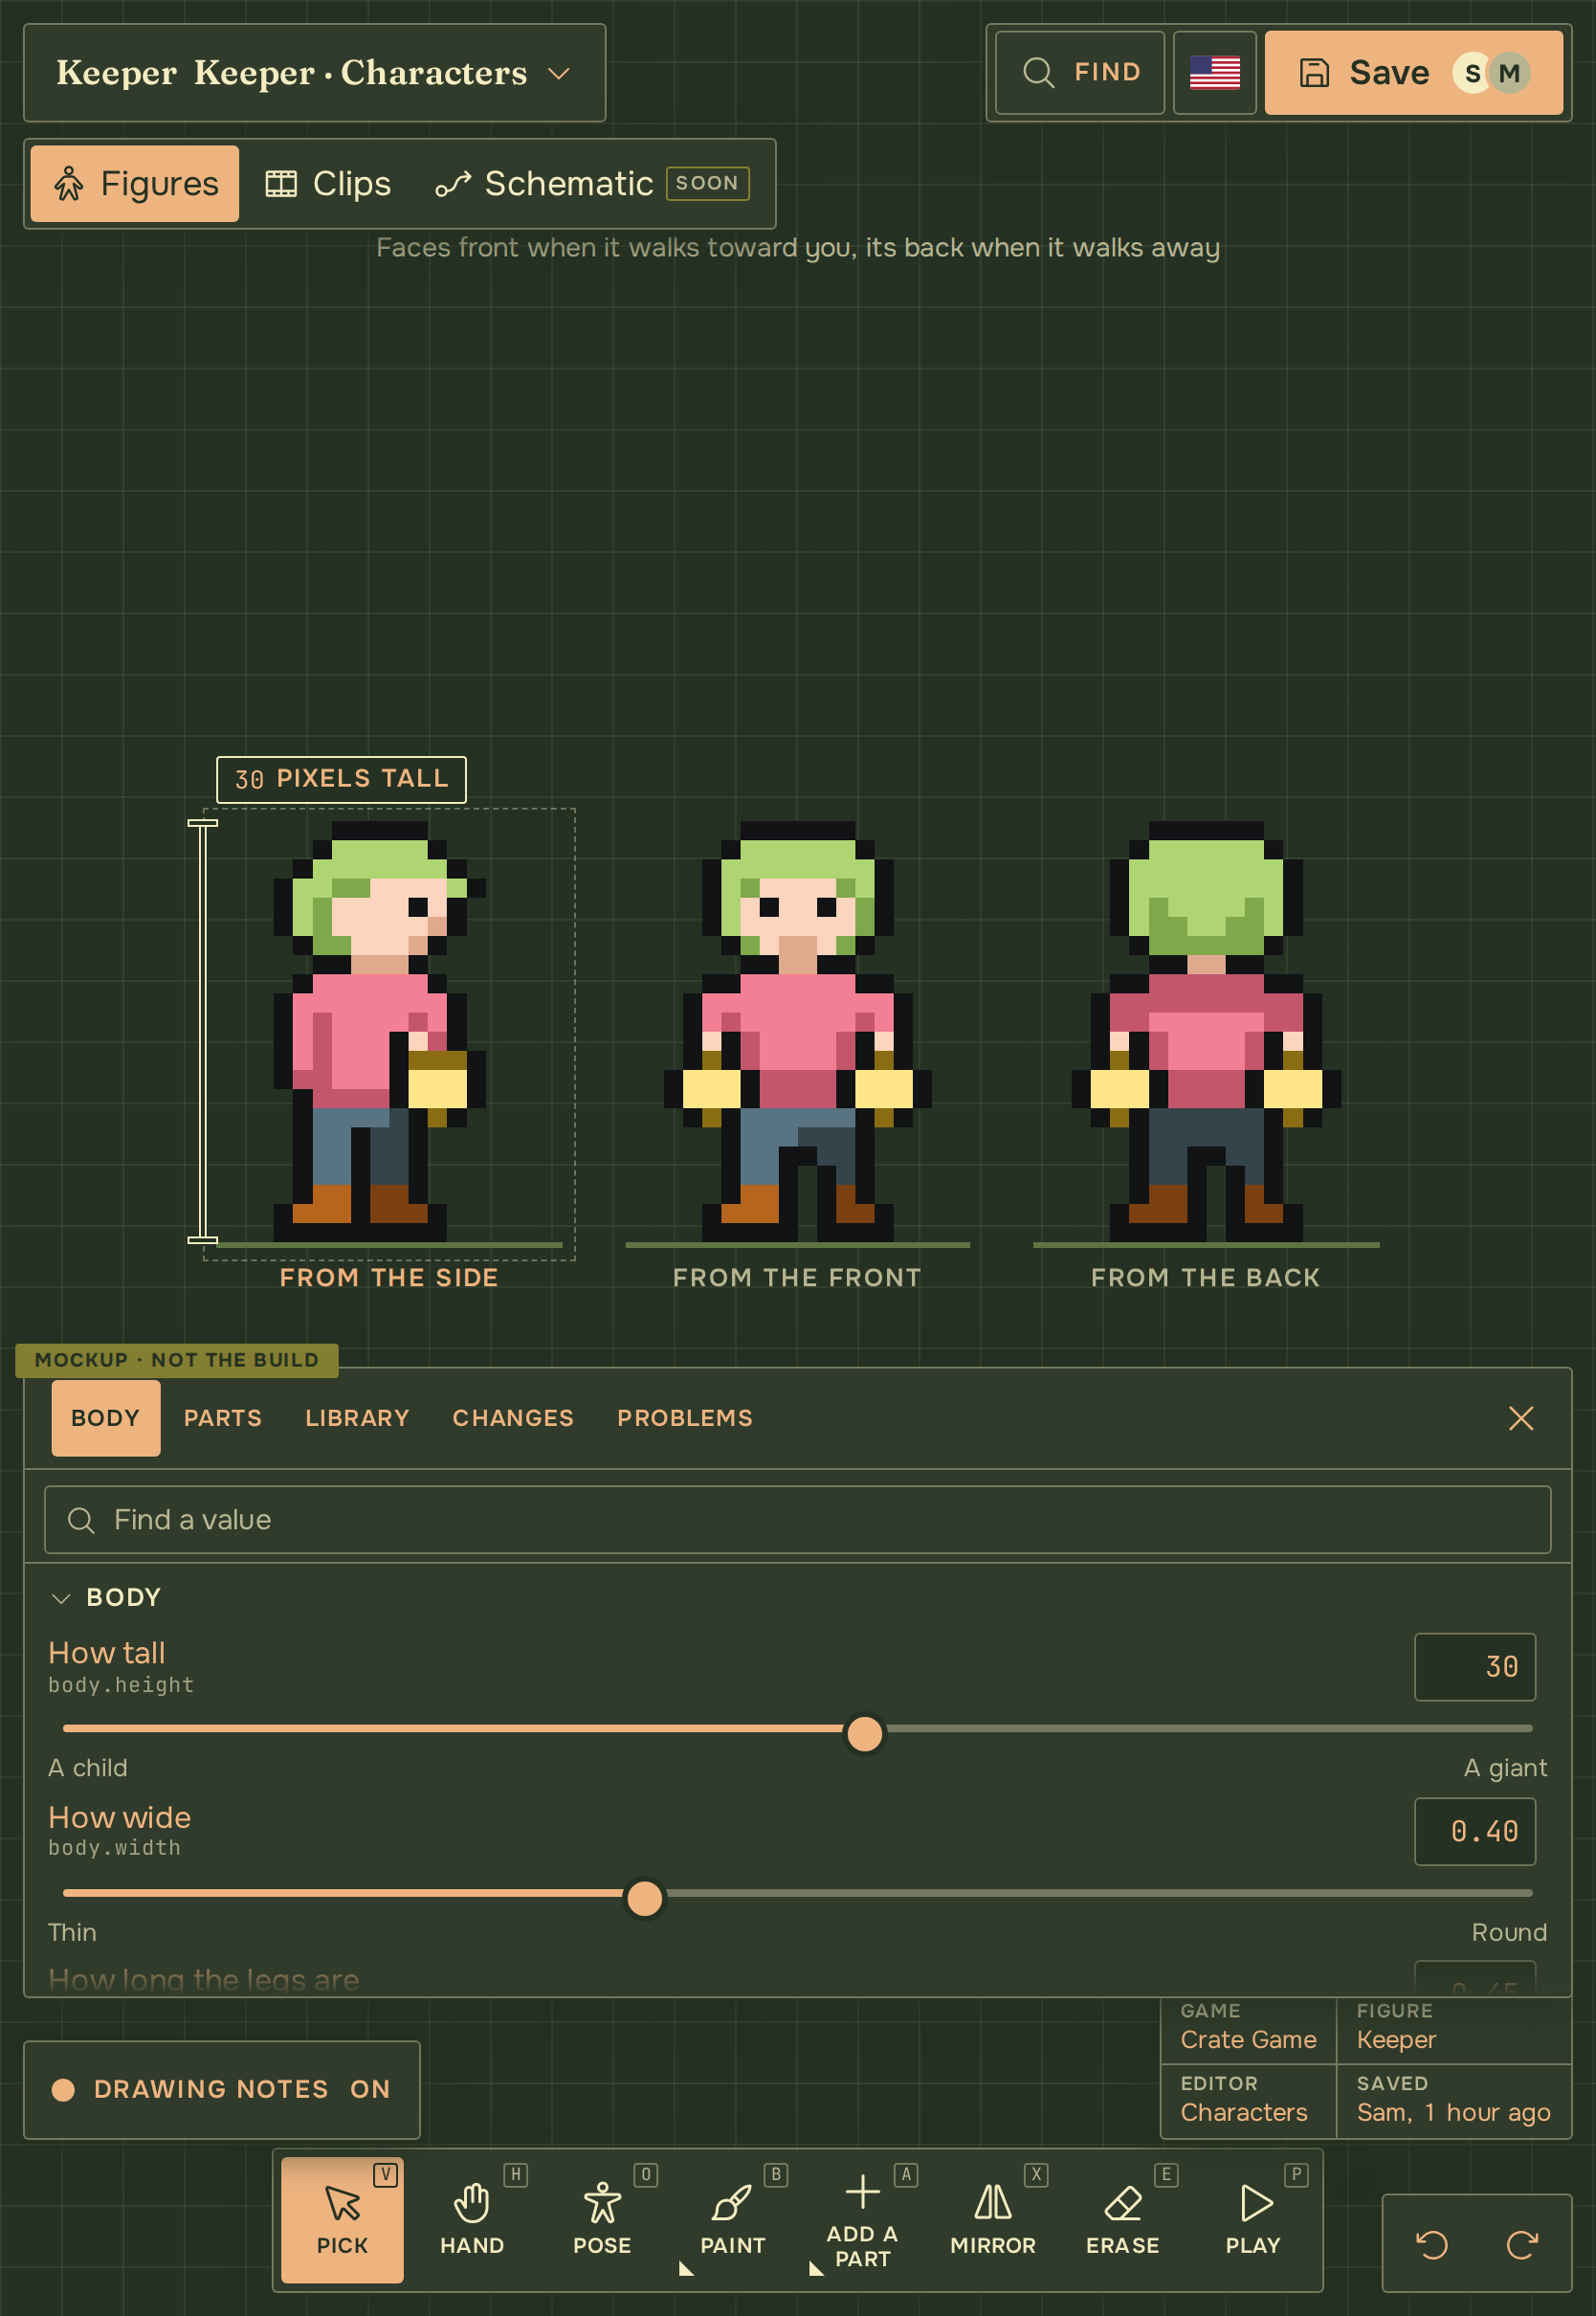 Keeper Keeper · Characters
FIND
Save
S
M
Figures
Clips
Schematic
SOON
Faces front when it walks toward you, its back when it walks away
30 PIXELS TALL
FROM THE SIDE
FROM THE FRONT
FROM THE BACK
MOCKUP · NOT THE BUILD
BODY
PARTS
LIBRARY
CHANGES
PROBLEMS
Find a value
BODY
How tall
body.height
30
A child
A giant
How wide
body.width
0.40
Thin
Round
How long the legs are
0.45
GAME
Crate Game
FIGURE
Keeper
EDITOR
Characters
SAVED
Sam, 1 hour ago
DRAWING NOTES ON
V
PICK
H
HAND
O
POSE
B
PAINT
A
ADD A
PART
X
MIRROR
E
ERASE
P
PLAY